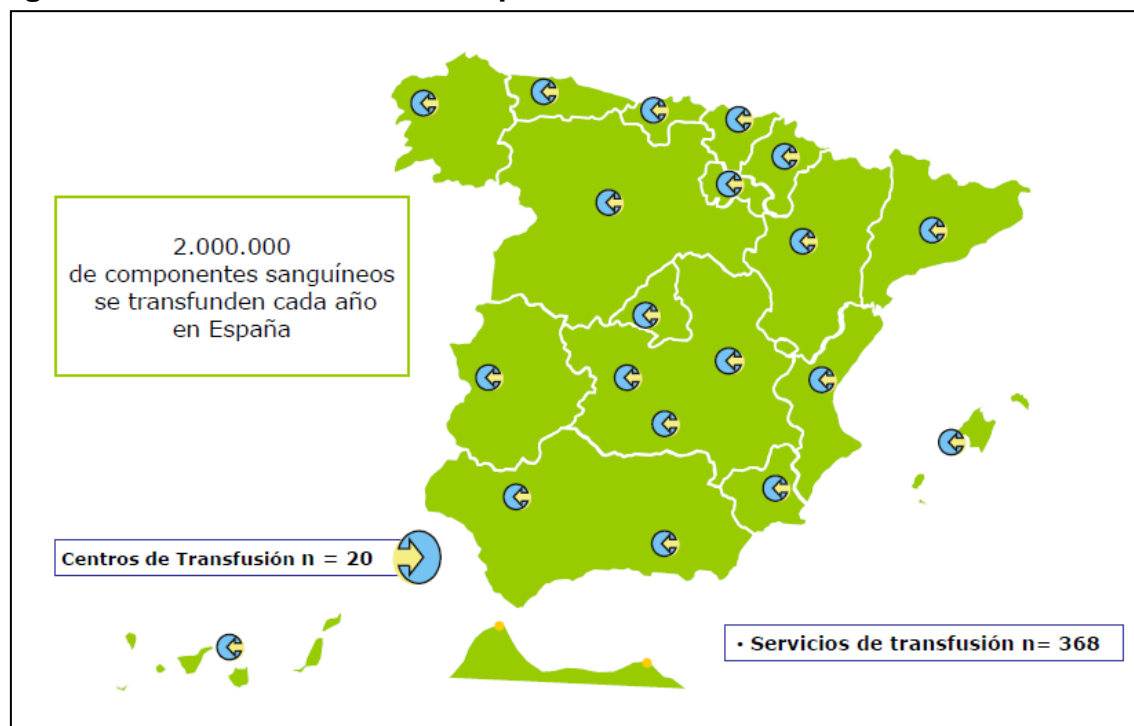 2.000.000
de componentes sanguíneos
se transfunden cada año
en España
Centros de Transfusión n = 20
• Servicios de transfusión n= 368